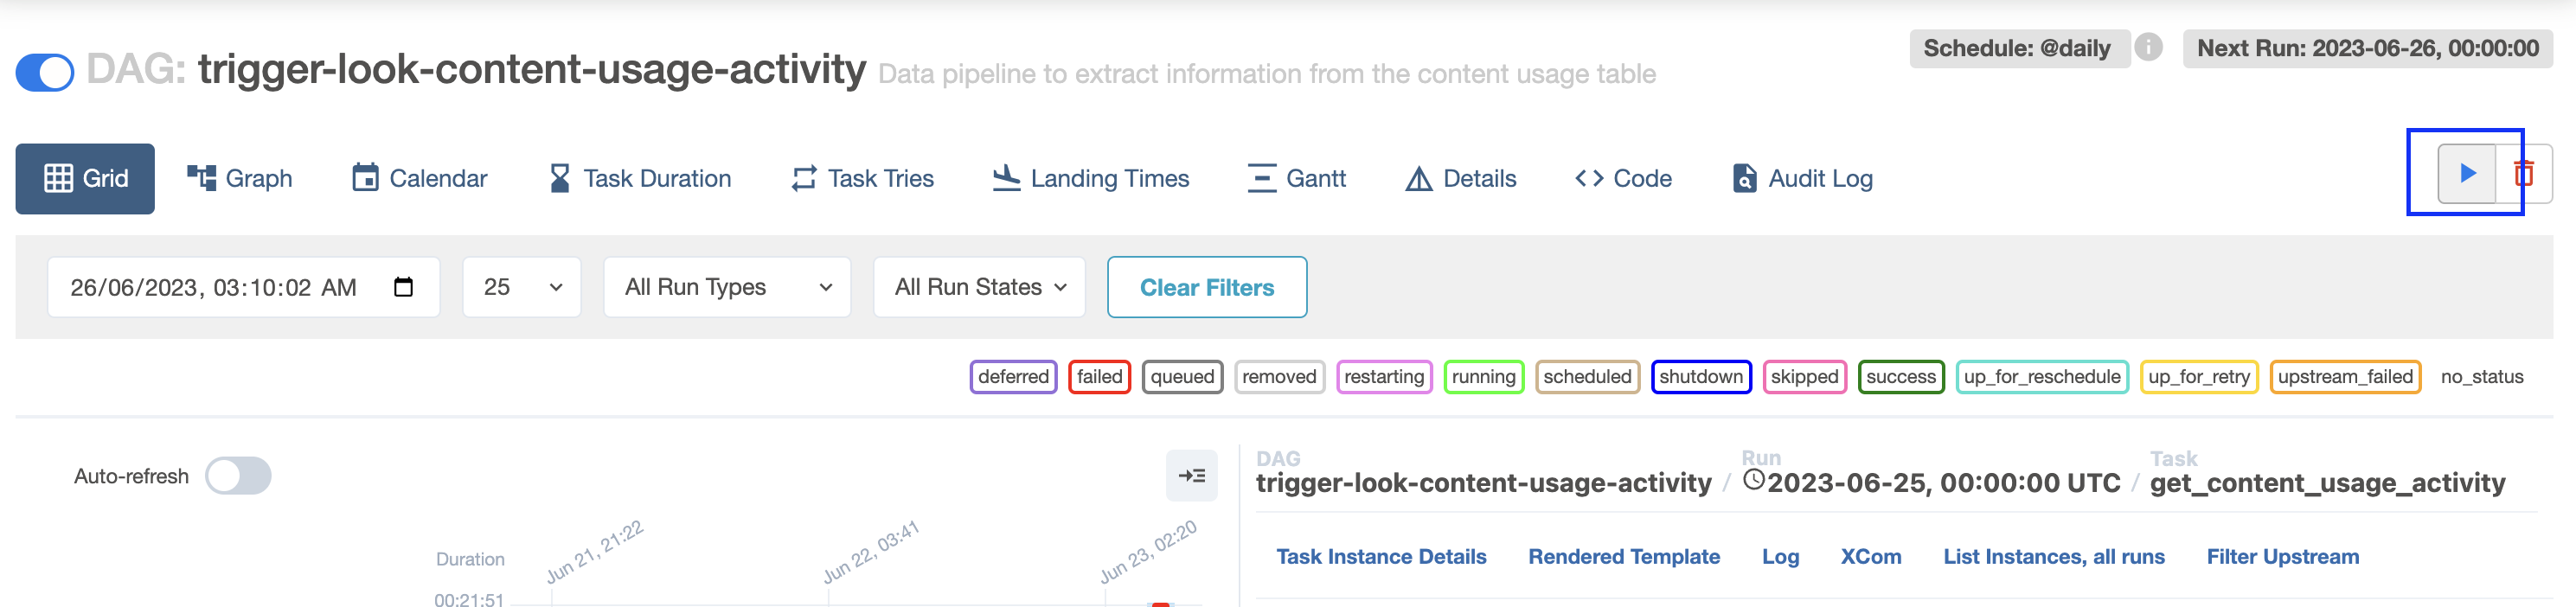 DAG: trigger-look-content-usage-activity Data pipeline to extract information from the content usage table
Schedule: @daily
Next Run: 2023-06-26, 00:00:00
Grid Graph Calendar Task Duration Task Tries Landing Times Gantt Details Code Audit Log
26/06/2023, 03:10:02 AM 25 All Run Types All Run States Clear Filters
deferred failed queued removed restarting running scheduled shutdown skipped success up_for_reschedule up_for_retry upstream_failed no_status
Auto-refresh
Duration
Jun 21, 21:22
Jun 22, 03:41
Jun 23, 02:20
00:21:51
DAG Run Task
trigger-look-content-usage-activity / 2023-06-25, 00:00:00 UTC / get_content_usage_activity
Task Instance Details Rendered Template Log XCom List Instances, all runs Filter Upstream